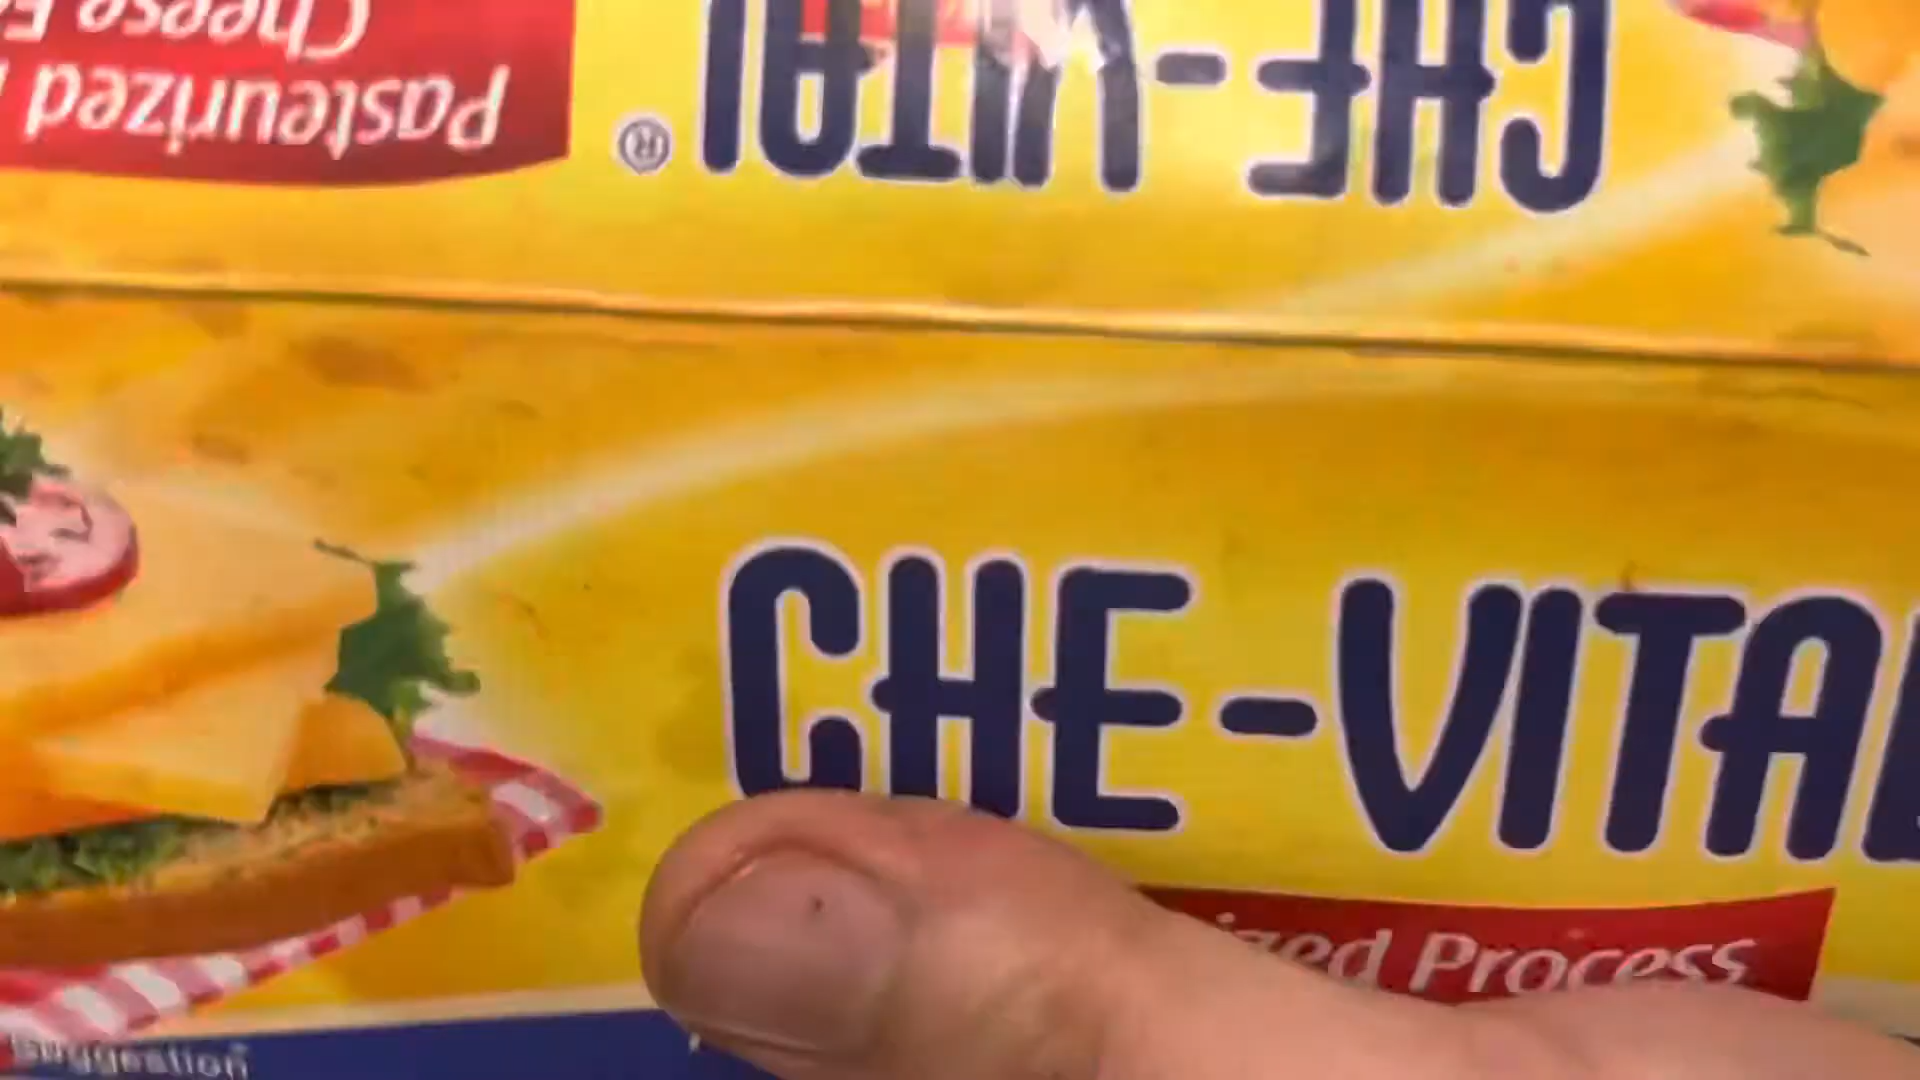 Pasteurized
Cheese
CHE-VITAL®
CHE-VITAL
Process
suggestion